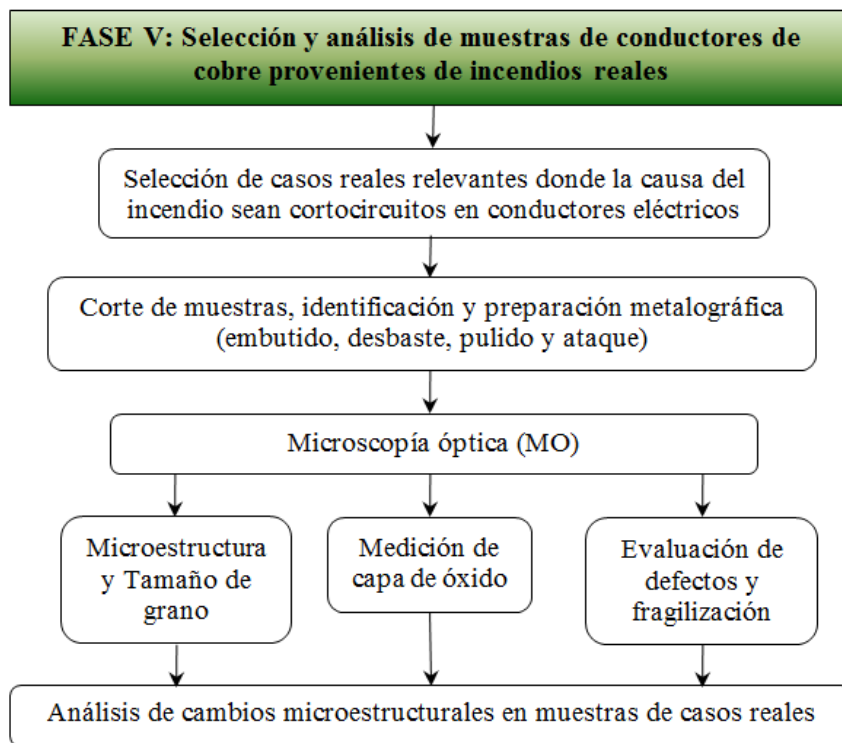 FASE V: Selección y análisis de muestras de conductores de
cobre provenientes de incendios reales
Selección de casos reales relevantes donde la causa del
incendio sean cortocircuitos en conductores eléctricos
Corte de muestras, identificación y preparación metalográfica
(embutido, desbaste, pulido y ataque)
Microscopía óptica (MO)
Microestructura
y Tamaño de
grano
Medición de
capa de óxido
Evaluación de
defectos y
fragilización
Análisis de cambios microestructurales en muestras de casos reales